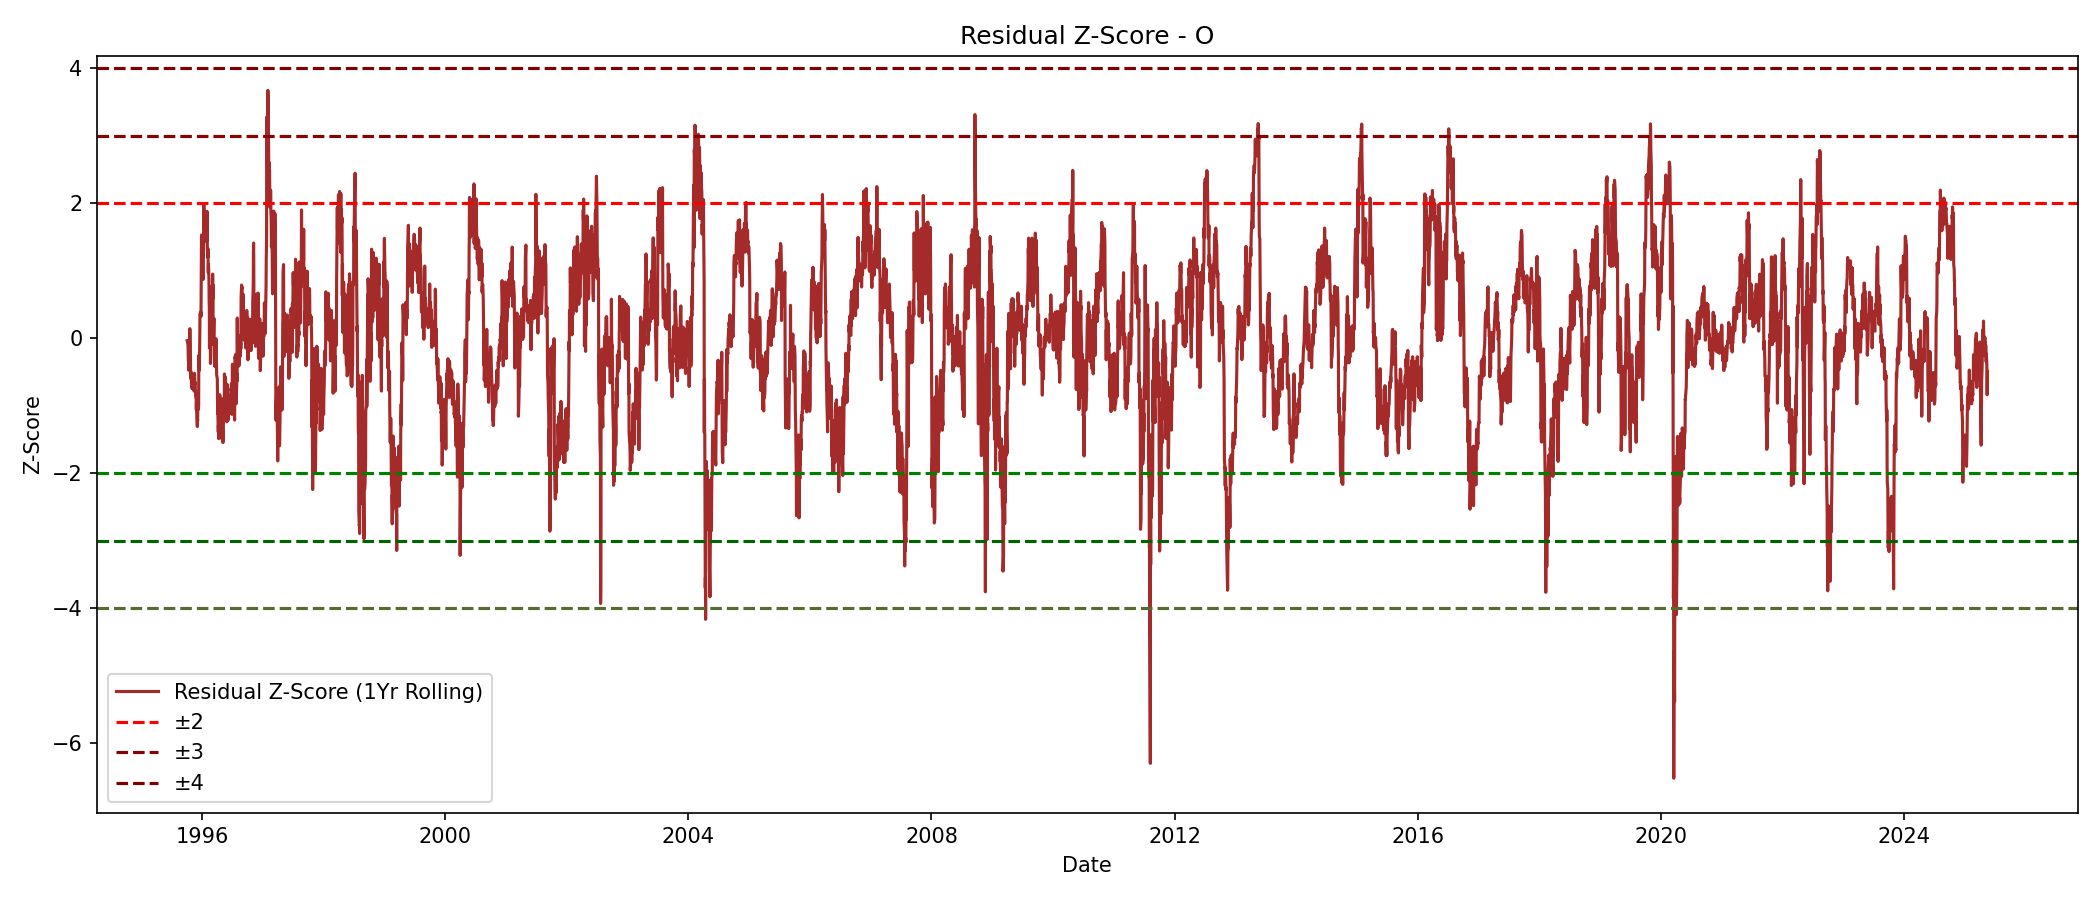 Residual Z-Score - O
4
3
2
0
−2
−4
−6
Z-Score
Residual Z-Score (1Yr Rolling)
±2
±3
±4
1996 2000 2004 2008 2012 2016 2020 2024
Date